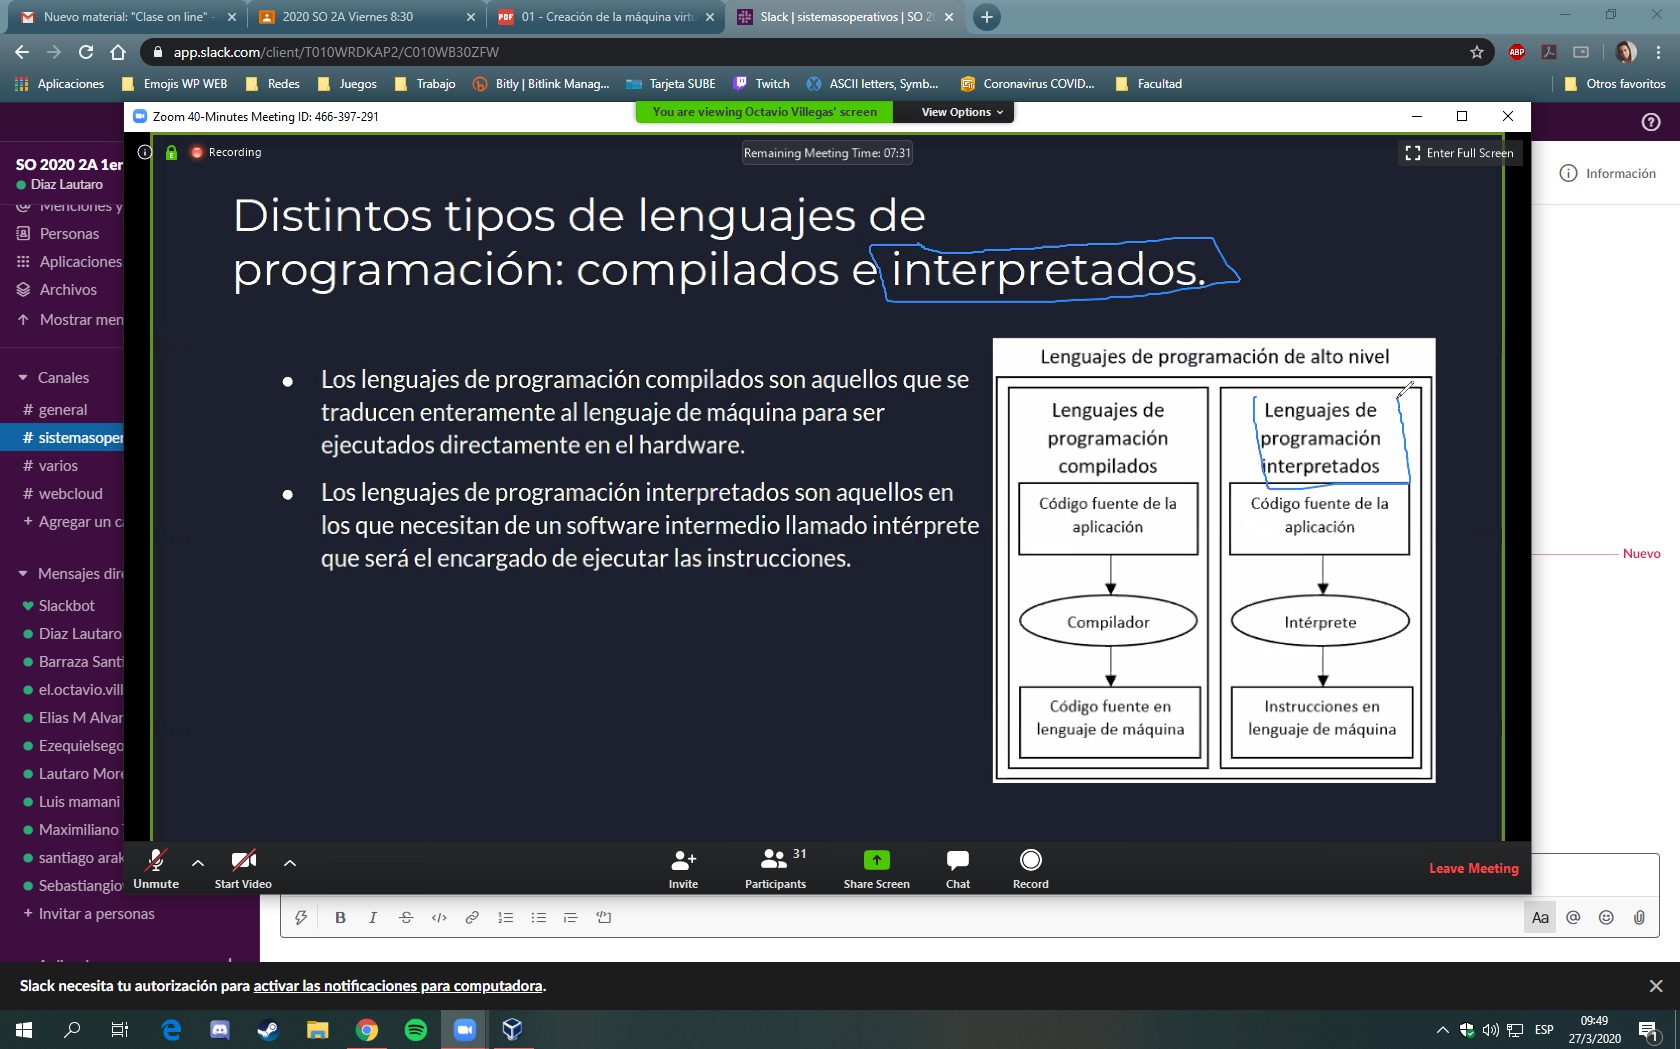 Nuevo material: "Clase on line" -
2020 SO 2A Viernes 8:30
PDF
01 - Creación de la máquina virtu
Slack | sistemasoperativos | SO 2
app.slack.com/client/T010WRDKAP2/C010WB30ZFW
ABP
Aplicaciones
Emojis WP WEB
Redes
Juegos
Trabajo
Bitly | Bitlink Manag...
Tarjeta SUBE
Twitch
ASCII letters, Symb...
Coronavirus COVID...
Facultad
Otros favoritos
Zoom 40-Minutes Meeting ID: 466-397-291
You are viewing Octavio Villegas' screen
View Options
Recording
Remaining Meeting Time: 07:31
Enter Full Screen
SO 2020 2A 1er
Diaz Lautaro
Menciones y
Personas
Aplicaciones
Archivos
Mostrar men
Canales
# general
# sistemasoper
# varios
# webcloud
+ Agregar un ca
Mensajes dire
Slackbot
Diaz Lautaro
Barraza Santi
el.octavio.vill
Elias M Alvar
Ezequielsego
Lautaro More
Luis mamani
Maximiliano
santiago arak
Sebastiangio
+ Invitar a personas
Información
Nuevo
Distintos tipos de lenguajes de
programación: compilados e interpretados.
● Los lenguajes de programación compilados son aquellos que se
traducen enteramente al lenguaje de máquina para ser
ejecutados directamente en el hardware.
● Los lenguajes de programación interpretados son aquellos en
los que necesitan de un software intermedio llamado intérprete
que será el encargado de ejecutar las instrucciones.
Lenguajes de programación de alto nivel
Lenguajes de
programación
compilados
Código fuente de la
aplicación
Compilador
Código fuente en
lenguaje de máquina
Lenguajes de
programación
interpretados
Código fuente de la
aplicación
Intérprete
Instrucciones en
lenguaje de máquina
Unmute
Start Video
Invite
31
Participants
Share Screen
Chat
Record
Leave Meeting
B
I
Aa
@
Slack necesita tu autorización para activar las notificaciones para computadora.
ESP
09:49
27/3/2020
1